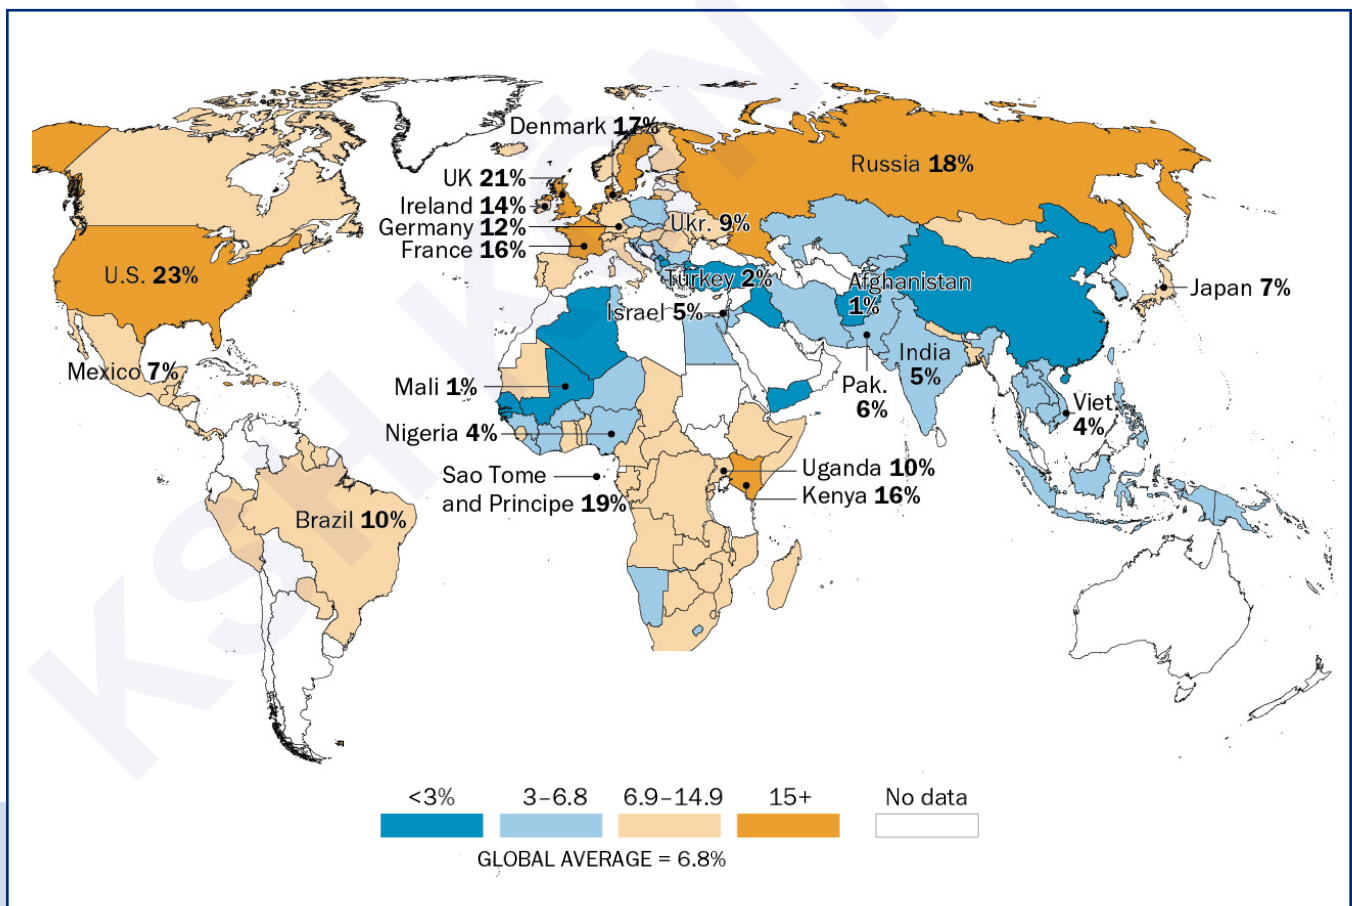 KSH KÖN
Denmark 17%
UK 21%
Ireland 14%
Germany 12%
France 16%
Ukr. 9%
Russia 18%
U.S. 23%
Turkey 2%
Afghanistan
1%
Israel 5%
Japan 7%
Mexico 7%
Mali 1%
India
5%
Pak.
6%
Viet.
4%
Nigeria 4%
Sao Tome
and Principe 19%
Uganda 10%
Kenya 16%
Brazil 10%
<3%
3–6.8
6.9–14.9
15+
No data
GLOBAL AVERAGE = 6.8%